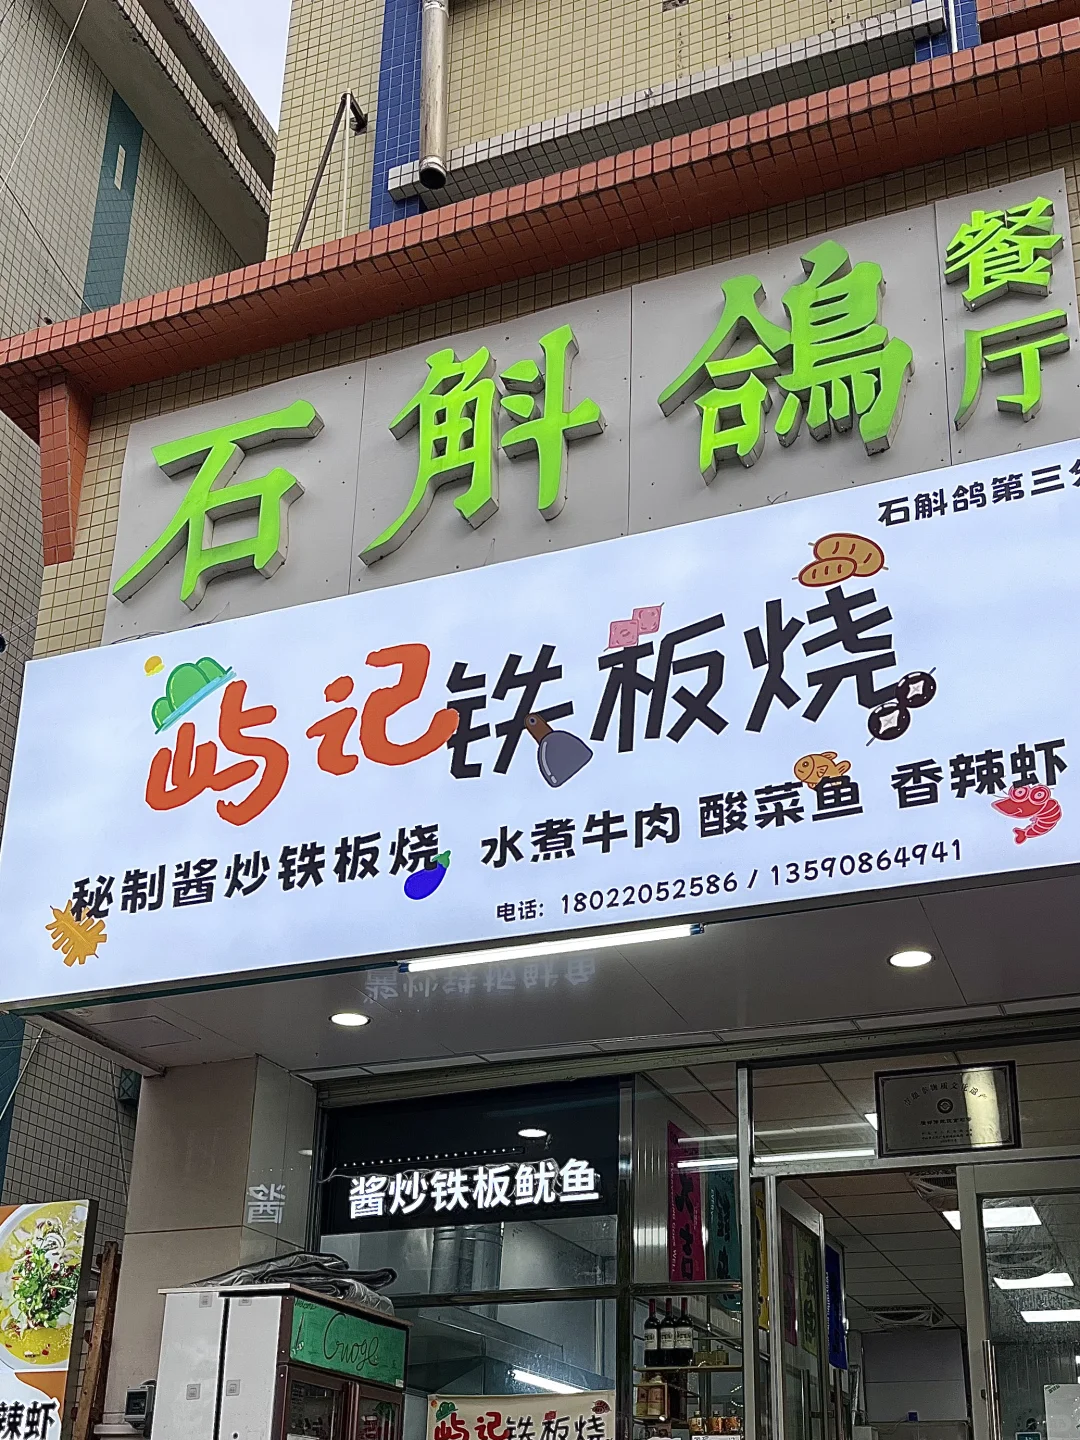 石斛鸽餐厅
石斛鸽第三分
屿记铁板烧
秘制酱炒铁板烧 水煮牛肉 酸菜鱼 香辣虾
电话：18022052586 / 13590864941
酱炒铁板鱿鱼
屿记铁板烧
辣虾